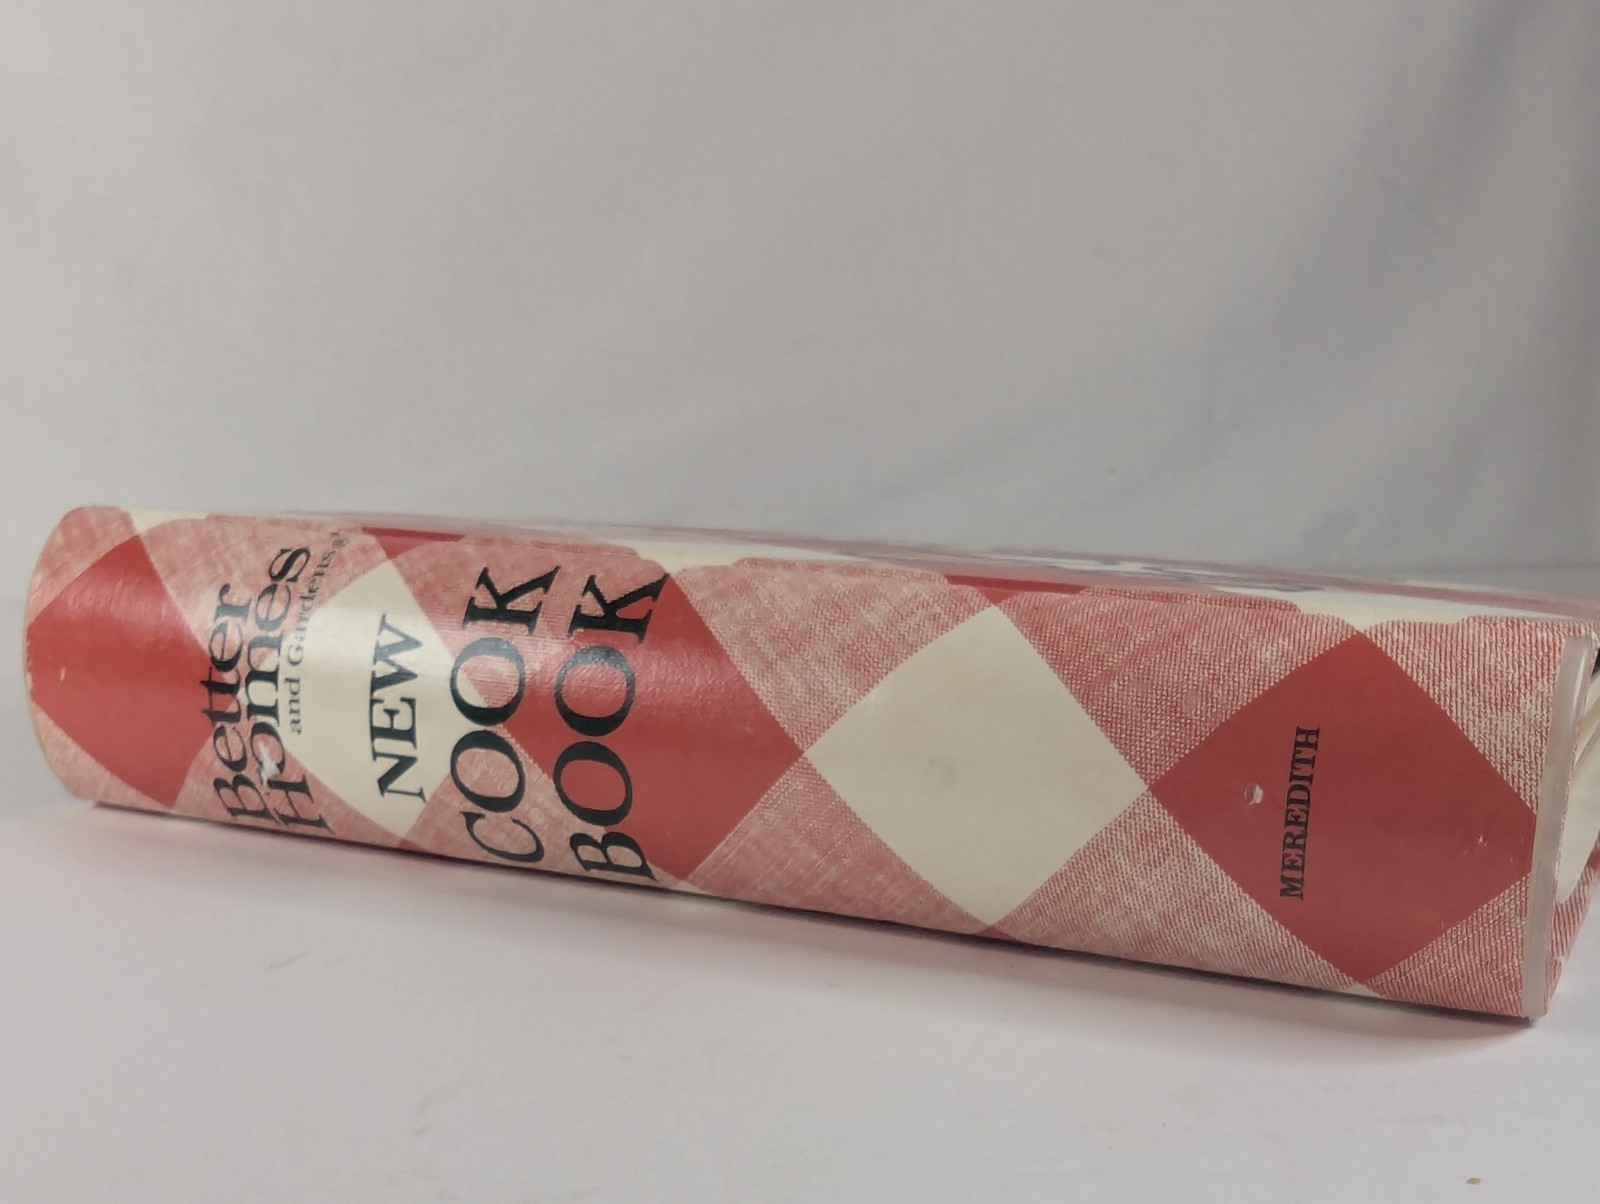 Better
Homes
and Gardens®
NEW
COOK
BOOK
MEREDITH